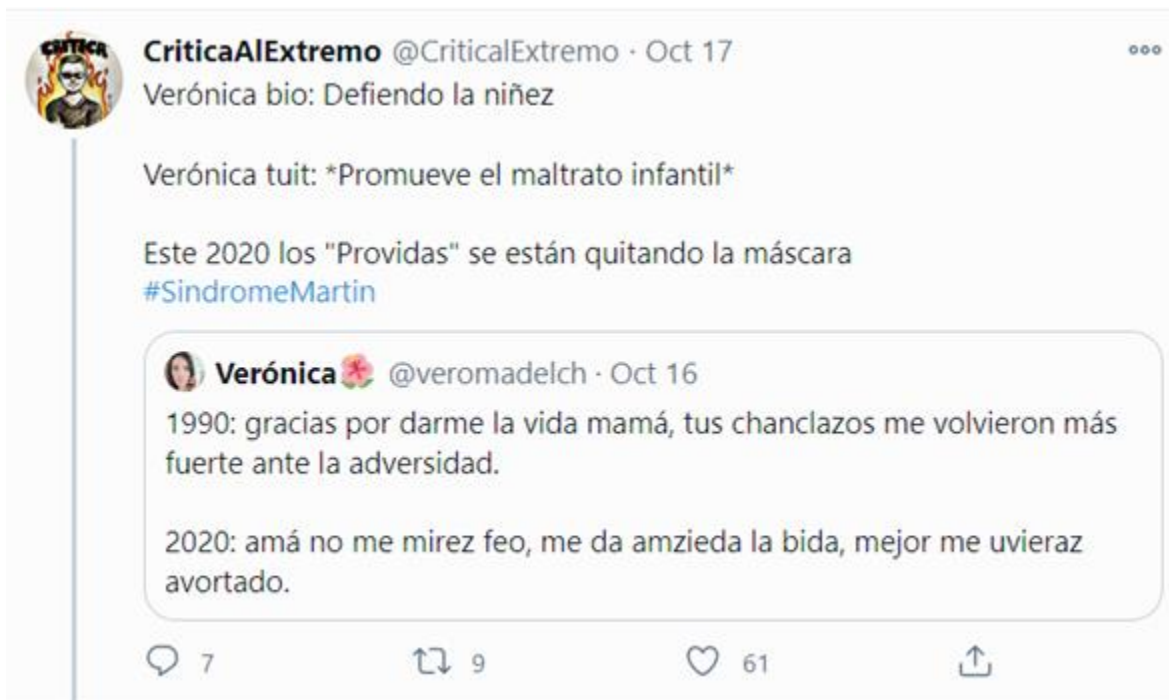 CRITICA
CriticaAlExtremo @CriticalExtremo · Oct 17
Verónica bio: Defiendo la niñez
Verónica tuit: *Promueve el maltrato infantil*
Este 2020 los "Providas" se están quitando la máscara
#SindromeMartin
Verónica🌺 @veromadelch · Oct 16
1990: gracias por darme la vida mamá, tus chanclazos me volvieron más
fuerte ante la adversidad.
2020: amá no me mirez feo, me da amzieda la bida, mejor me uvieraz
avortado.
7 9 61